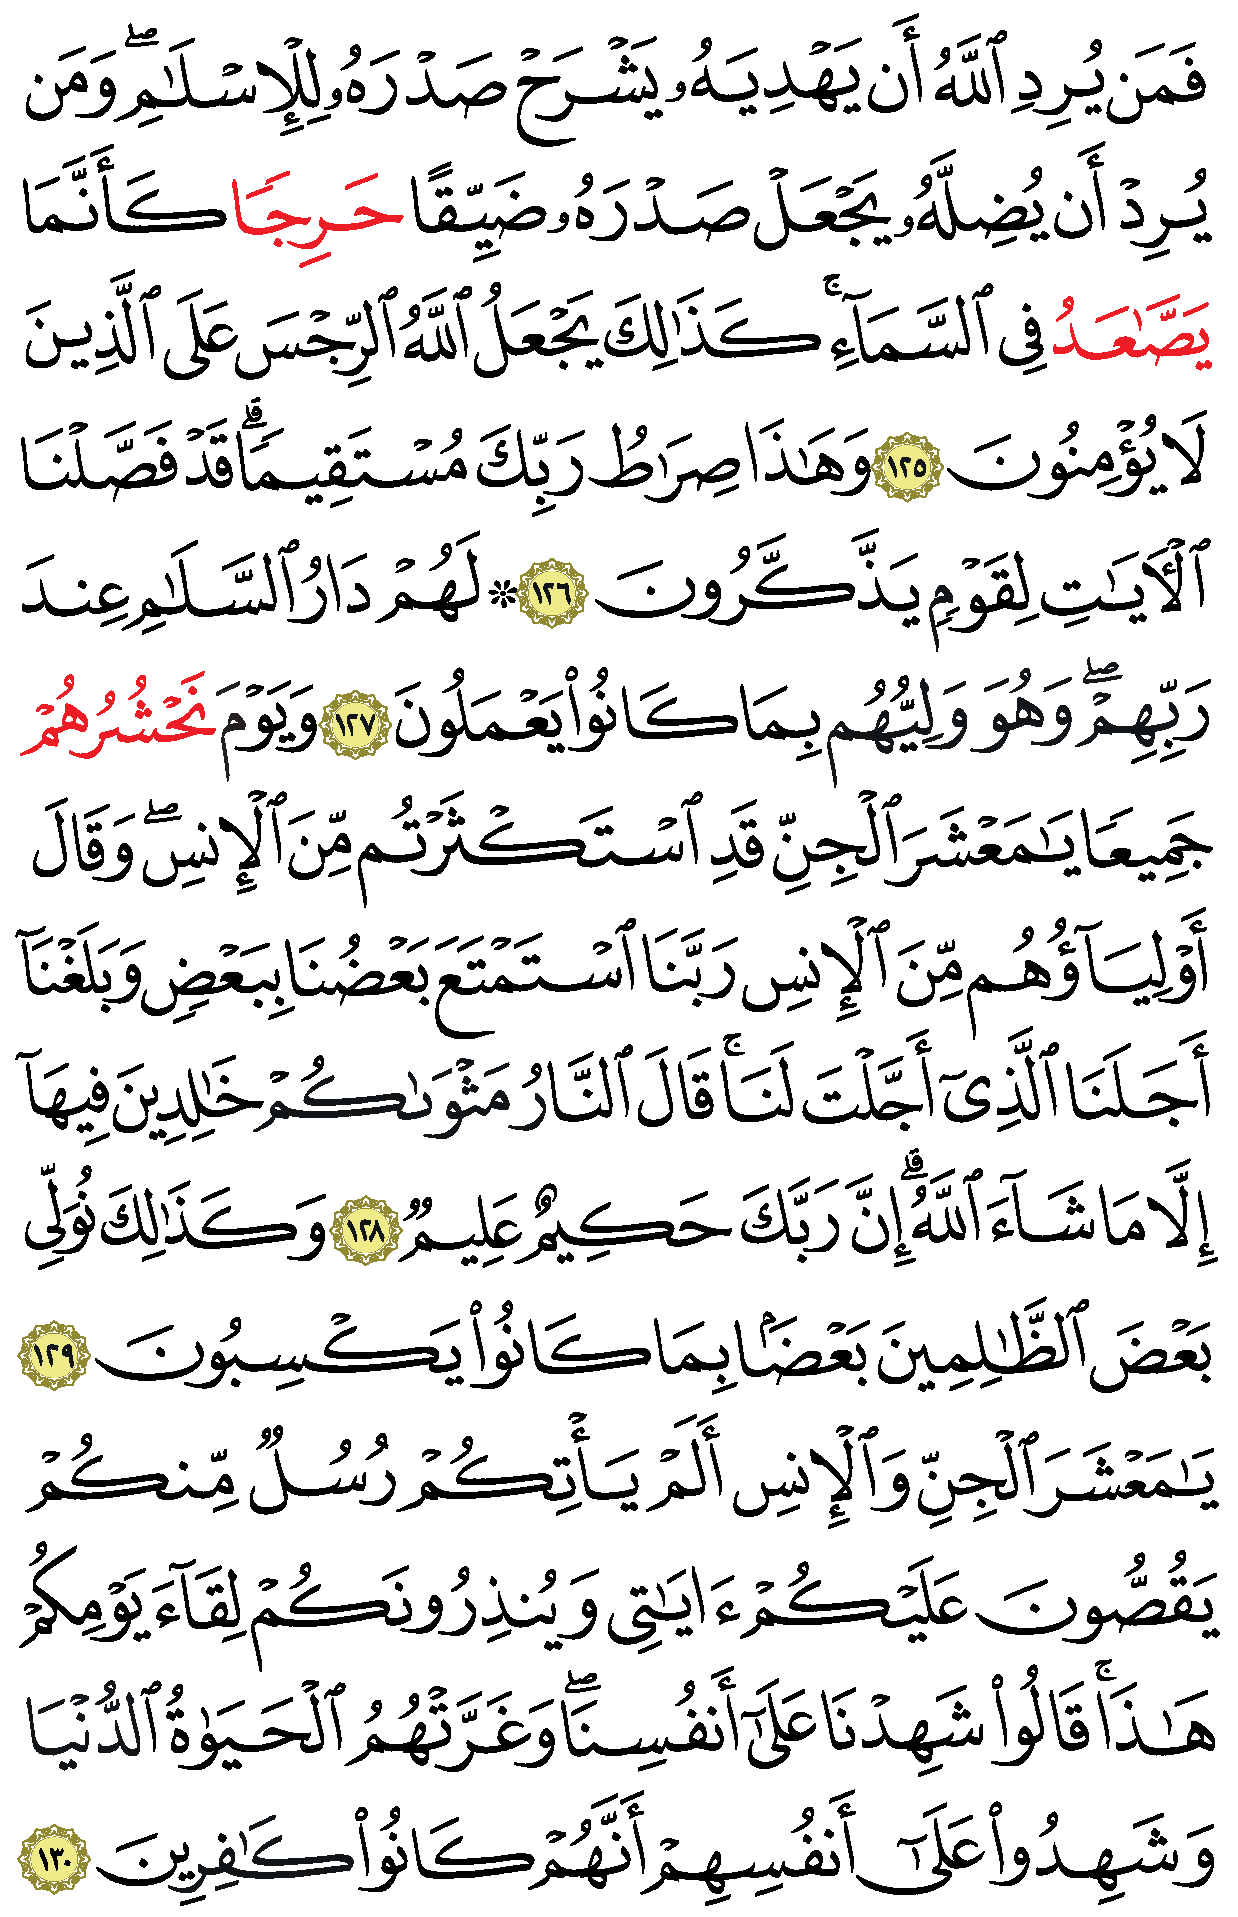 فَمَن يُرِدِ ٱللَّهُ أَن يَهۡدِيَهُۥ يَشۡرَحۡ صَدۡرَهُۥ لِلۡإِسۡلَٰمِۖ وَمَن
يُرِدۡ أَن يُضِلَّهُۥ يَجۡعَلۡ صَدۡرَهُۥ ضَيِّقًا حَرِجٗا كَأَنَّمَا
يَصَّٰعَدُ فِي ٱلسَّمَآءِۚ كَذَٰلِكَ يَجۡعَلُ ٱللَّهُ ٱلرِّجۡسَ عَلَى ٱلَّذِينَ
لَا يُؤۡمِنُونَ ١٢٥ وَهَٰذَا صِرَٰطُ رَبِّكَ مُسۡتَقِيمٗاۗ قَدۡ فَصَّلۡنَا
ٱلۡأٓيَٰتِ لِقَوۡمٖ يَذَّكَّرُونَ ١٢٦ ۞ لَهُمۡ دَارُ ٱلسَّلَٰمِ عِندَ
رَبِّهِمۡۖ وَهُوَ وَلِيُّهُم بِمَا كَانُواْ يَعۡمَلُونَ ١٢٧ وَيَوۡمَ نَحۡشُرُهُمۡ
جَمِيعٗا يَٰمَعۡشَرَ ٱلۡجِنِّ قَدِ ٱسۡتَكۡثَرۡتُم مِّنَ ٱلۡإِنسِۖ وَقَالَ
أَوۡلِيَآؤُهُم مِّنَ ٱلۡإِنسِ رَبَّنَا ٱسۡتَمۡتَعَ بَعۡضُنَا بِبَعۡضٖ وَبَلَغۡنَآ
أَجَلَنَا ٱلَّذِيٓ أَجَّلۡتَ لَنَاۚ قَالَ ٱلنَّارُ مَثۡوَىٰكُمۡ خَٰلِدِينَ فِيهَآ
إِلَّا مَا شَآءَ ٱللَّهُۗ إِنَّ رَبَّكَ حَكِيمٌ عَلِيمٞ ١٢٨ وَكَذَٰلِكَ نُوَلِّي
بَعۡضَ ٱلظَّٰلِمِينَ بَعۡضَۢا بِمَا كَانُواْ يَكۡسِبُونَ ١٢٩
يَٰمَعۡشَرَ ٱلۡجِنِّ وَٱلۡإِنسِ أَلَمۡ يَأۡتِكُمۡ رُسُلٞ مِّنكُمۡ
يَقُصُّونَ عَلَيۡكُمۡ ءَايَٰتِي وَيُنذِرُونَكُمۡ لِقَآءَ يَوۡمِكُمۡ
هَٰذَاۚ قَالُواْ شَهِدۡنَا عَلَىٰٓ أَنفُسِنَاۖ وَغَرَّتۡهُمُ ٱلۡحَيَوٰةُ ٱلدُّنۡيَا
وَشَهِدُواْ عَلَىٰٓ أَنفُسِهِمۡ أَنَّهُمۡ كَانُواْ كَٰفِرِينَ ١٣٠